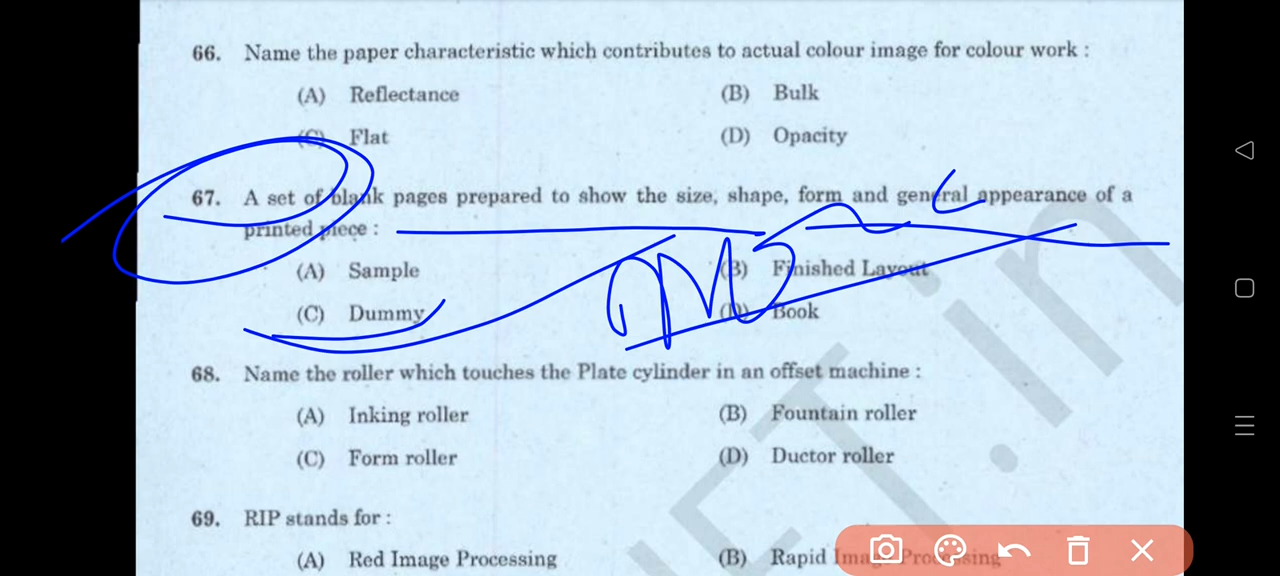 66. Name the paper characteristic which contributes to actual colour image for colour work :
(A) Reflectance (B) Bulk
(C) Flat (D) Opacity
67. A set of blank pages prepared to show the size, shape, form and general appearance of a
printed piece :
(A) Sample (B) Finished Layout
(C) Dummy (D) Book
68. Name the roller which touches the Plate cylinder in an offset machine :
(A) Inking roller (B) Fountain roller
(C) Form roller (D) Ductor roller
69. RIP stands for :
(A) Red Image Processing (B) Rapid Image Processing